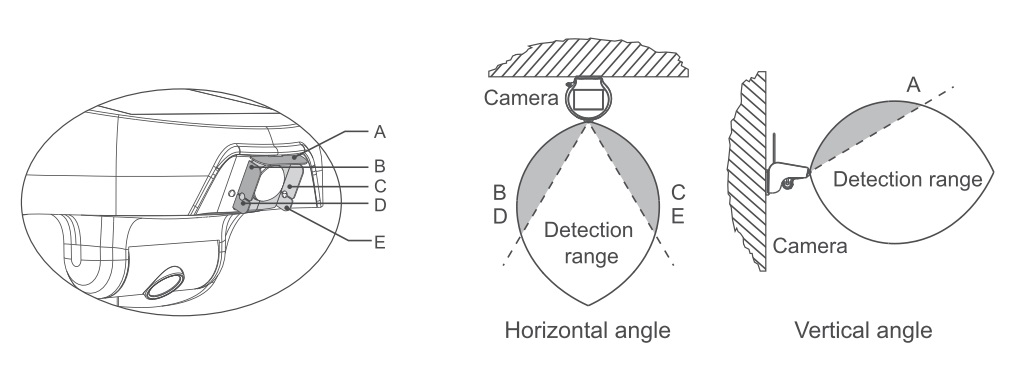 A
B
C
D
E
Camera
B
D
C
E
Detection
range
Horizontal angle
A
Detection range
Camera
Vertical angle